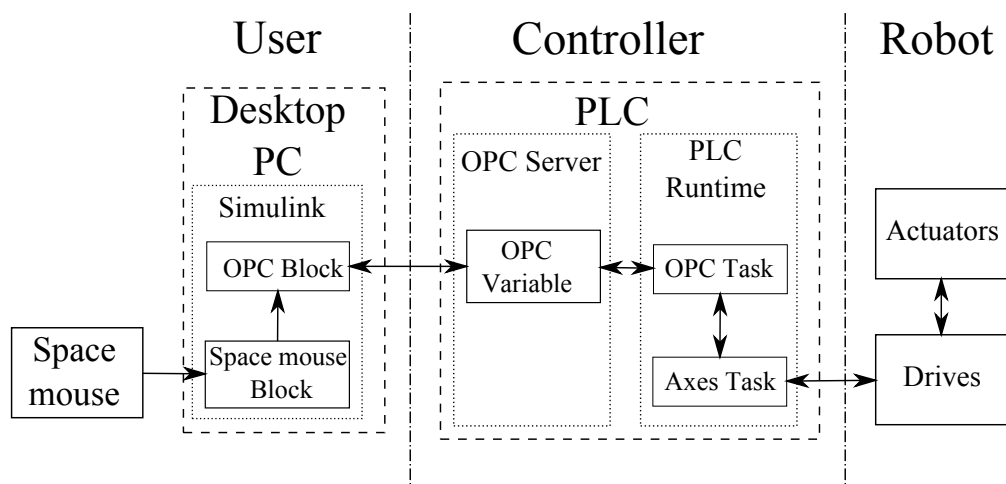 User
Controller
Robot
Desktop
PC
PLC
Simulink
OPC Server
PLC
Runtime
OPC Block
OPC
Variable
OPC Task
Actuators
Space
mouse
Space mouse
Block
Axes Task
Drives